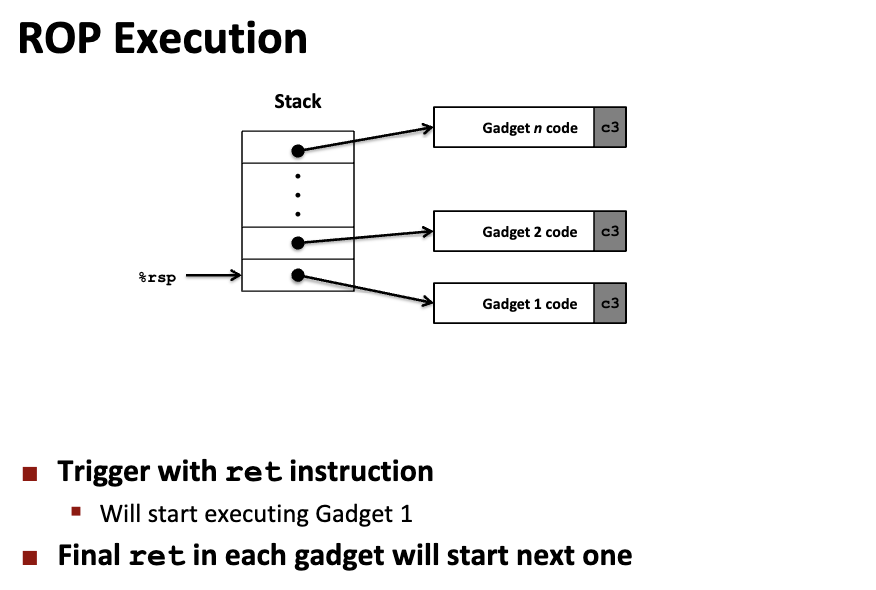 ROP Execution
Stack
Gadget n code c3
Gadget 2 code c3
%rsp
Gadget 1 code c3
Trigger with ret instruction
Will start executing Gadget 1
Final ret in each gadget will start next one